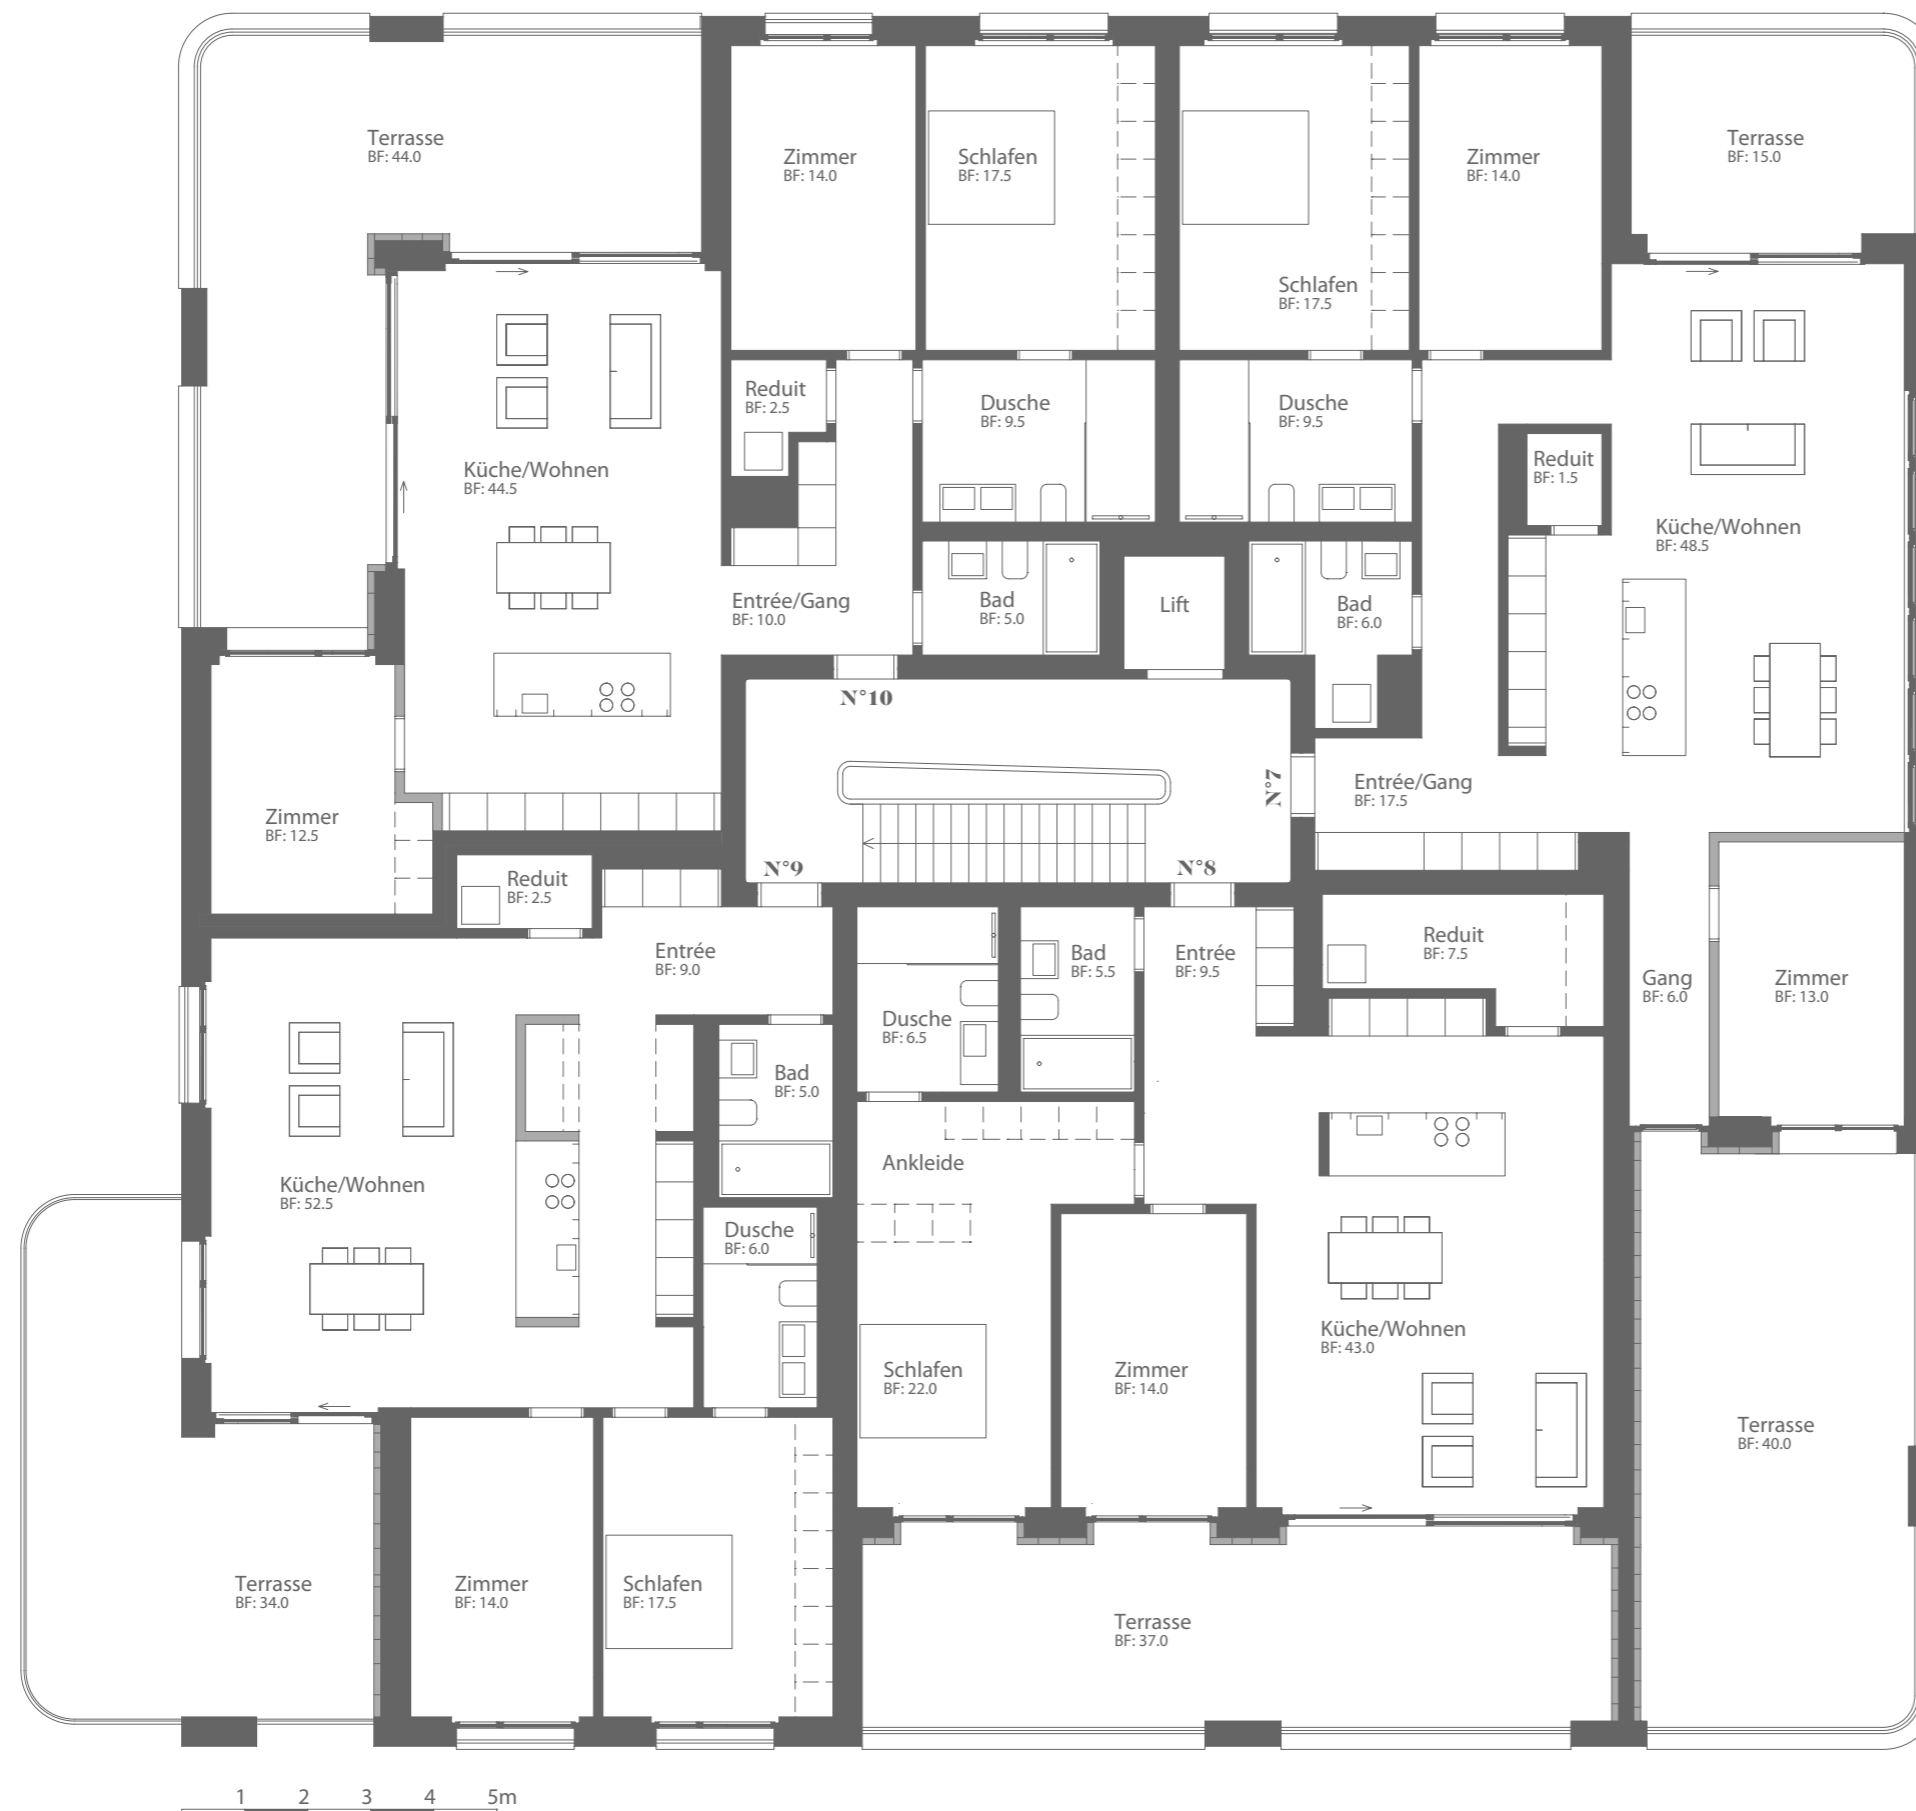 Terrasse
BF: 44.0
Zimmer
BF: 14.0
Schlafen
BF: 17.5
Schlafen
BF: 17.5
Zimmer
BF: 14.0
Terrasse
BF: 15.0
Reduit
BF: 2.5
Dusche
BF: 9.5
Dusche
BF: 9.5
Küche/Wohnen
BF: 44.5
Reduit
BF: 1.5
Küche/Wohnen
BF: 48.5
Entrée/Gang
BF: 10.0
Bad
BF: 5.0
Lift
Bad
BF: 6.0
N°10
N°7
Entrée/Gang
BF: 17.5
Zimmer
BF: 12.5
N°9
N°8
Reduit
BF: 2.5
Entrée
BF: 9.0
Bad
BF: 5.5
Entrée
BF: 9.5
Reduit
BF: 7.5
Gang
BF: 6.0
Zimmer
BF: 13.0
Dusche
BF: 6.5
Bad
BF: 5.0
Ankleide
Küche/Wohnen
BF: 52.5
Dusche
BF: 6.0
Küche/Wohnen
BF: 43.0
Schlafen
BF: 22.0
Zimmer
BF: 14.0
Terrasse
BF: 40.0
Terrasse
BF: 34.0
Zimmer
BF: 14.0
Schlafen
BF: 17.5
Terrasse
BF: 37.0
1 2 3 4 5m